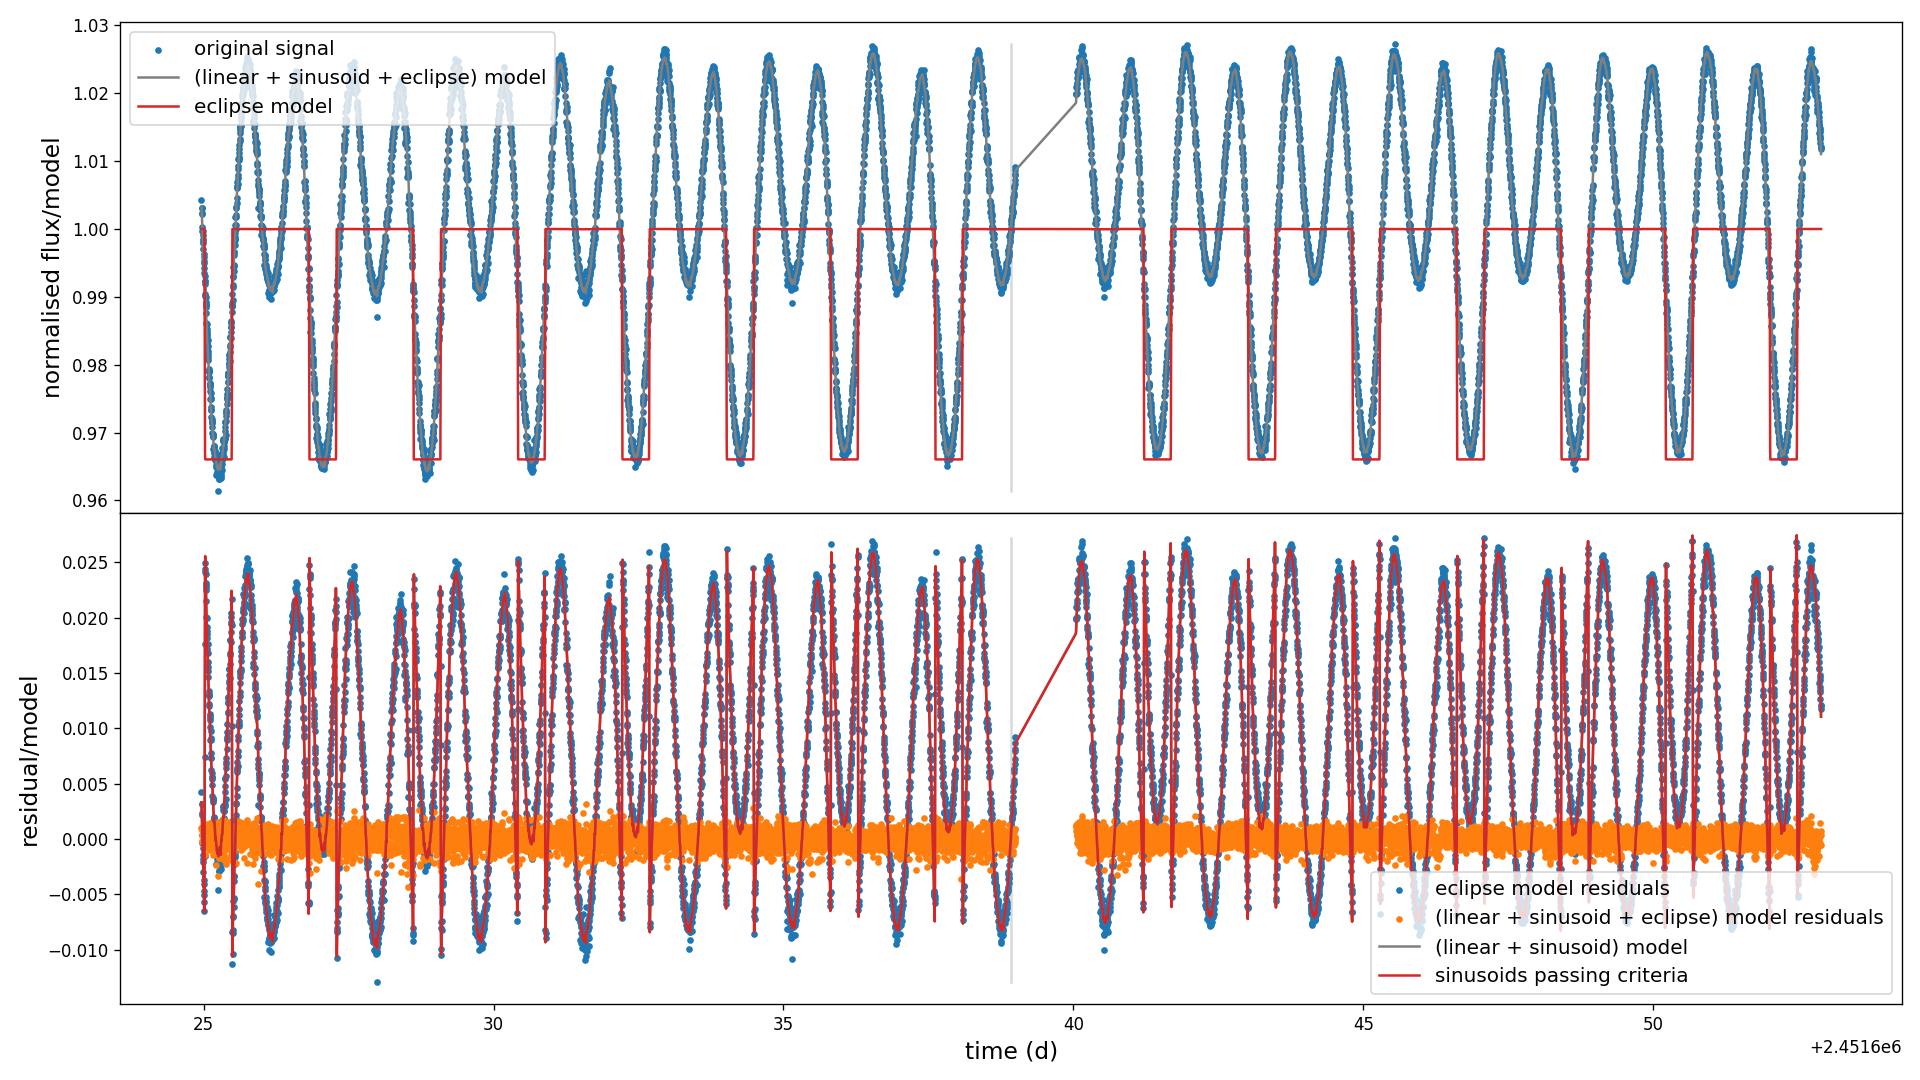 1.03
1.02
1.01
1.00
0.99
0.98
0.97
0.96
normalised flux/model
original signal
(linear + sinusoid + eclipse) model
eclipse model
0.025
0.020
0.015
0.010
0.005
0.000
−0.005
−0.010
residual/model
eclipse model residuals
(linear + sinusoid + eclipse) model residuals
(linear + sinusoid) model
sinusoids passing criteria
25 30 35 40 45 50
time (d)
+2.4516e6